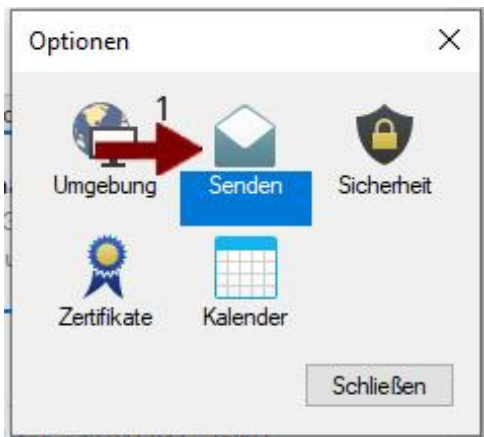 Optionen
1
Umgebung Senden Sicherheit
Zertifikate Kalender
Schließen